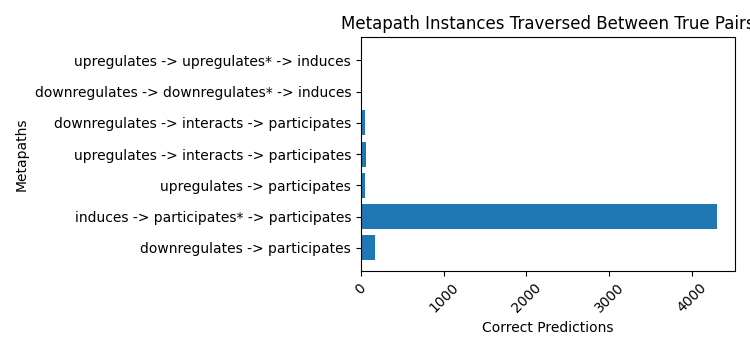 Metapath Instances Traversed Between True Pairs
Metapaths
upregulates -> upregulates* -> induces
downregulates -> downregulates* -> induces
downregulates -> interacts -> participates
upregulates -> interacts -> participates
upregulates -> participates
induces -> participates* -> participates
downregulates -> participates
0
1000
2000
3000
4000
Correct Predictions